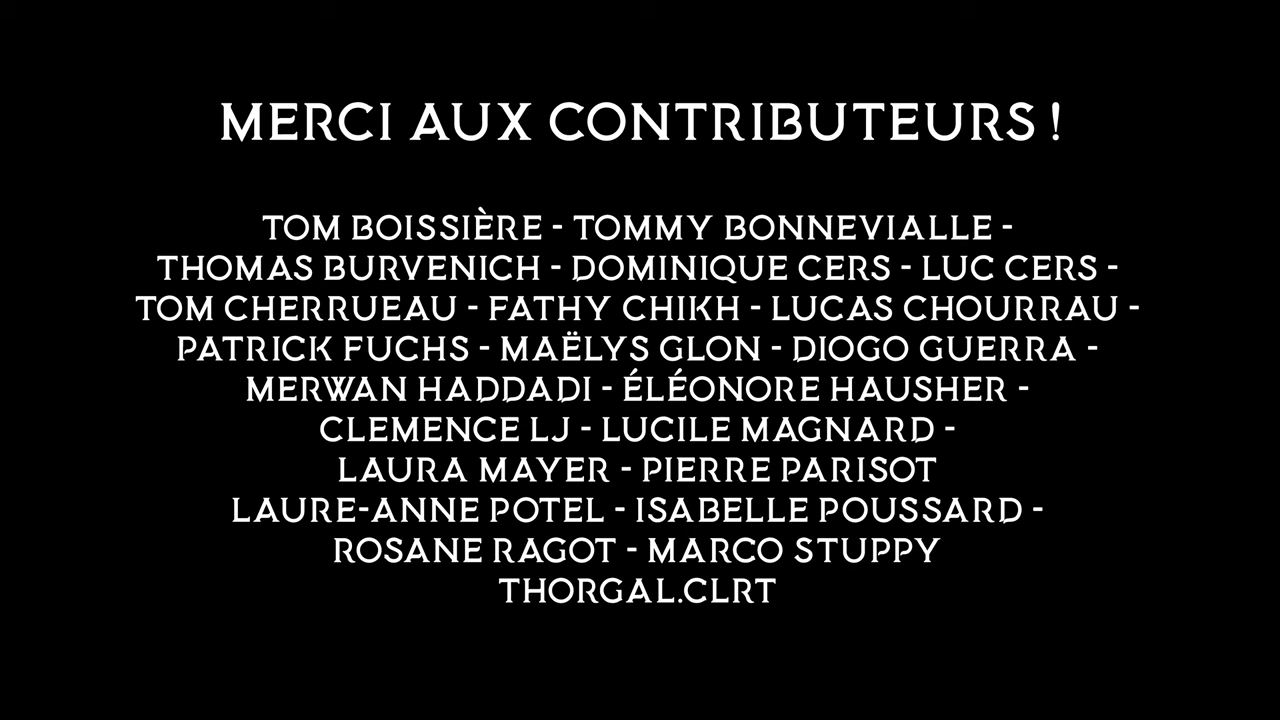 MERCI AUX CONTRIBUTEURS !
TOM BOISSIÈRE - TOMMY BONNEVIALLE -
THOMAS BURVENICH - DOMINIQUE CERS - LUC CERS -
TOM CHERRUEAU - FATHY CHIKH - LUCAS CHOURRAU -
PATRICK FUCHS - MAËLYS GLON - DIOGO GUERRA -
MERWAN HADDADI - ÉLÉONORE HAUSHER -
CLEMENCE LJ - LUCILE MAGNARD -
LAURA MAYER - PIERRE PARISOT
LAURE-ANNE POTEL - ISABELLE POUSSARD -
ROSANE RAGOT - MARCO STUPPY
THORGAL.CLRT